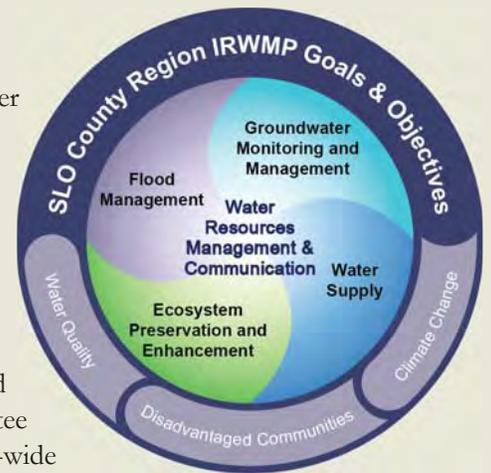 SLO County Region IRWMP Goals & Objectives
er
Groundwater
Monitoring and
Management
Flood
Management
Water
Resources
Management &
Communication
Water
Supply
Ecosystem
Preservation and
Enhancement
Water Quality
Disadvantaged Communities
Climate Change
d
tee
-wide